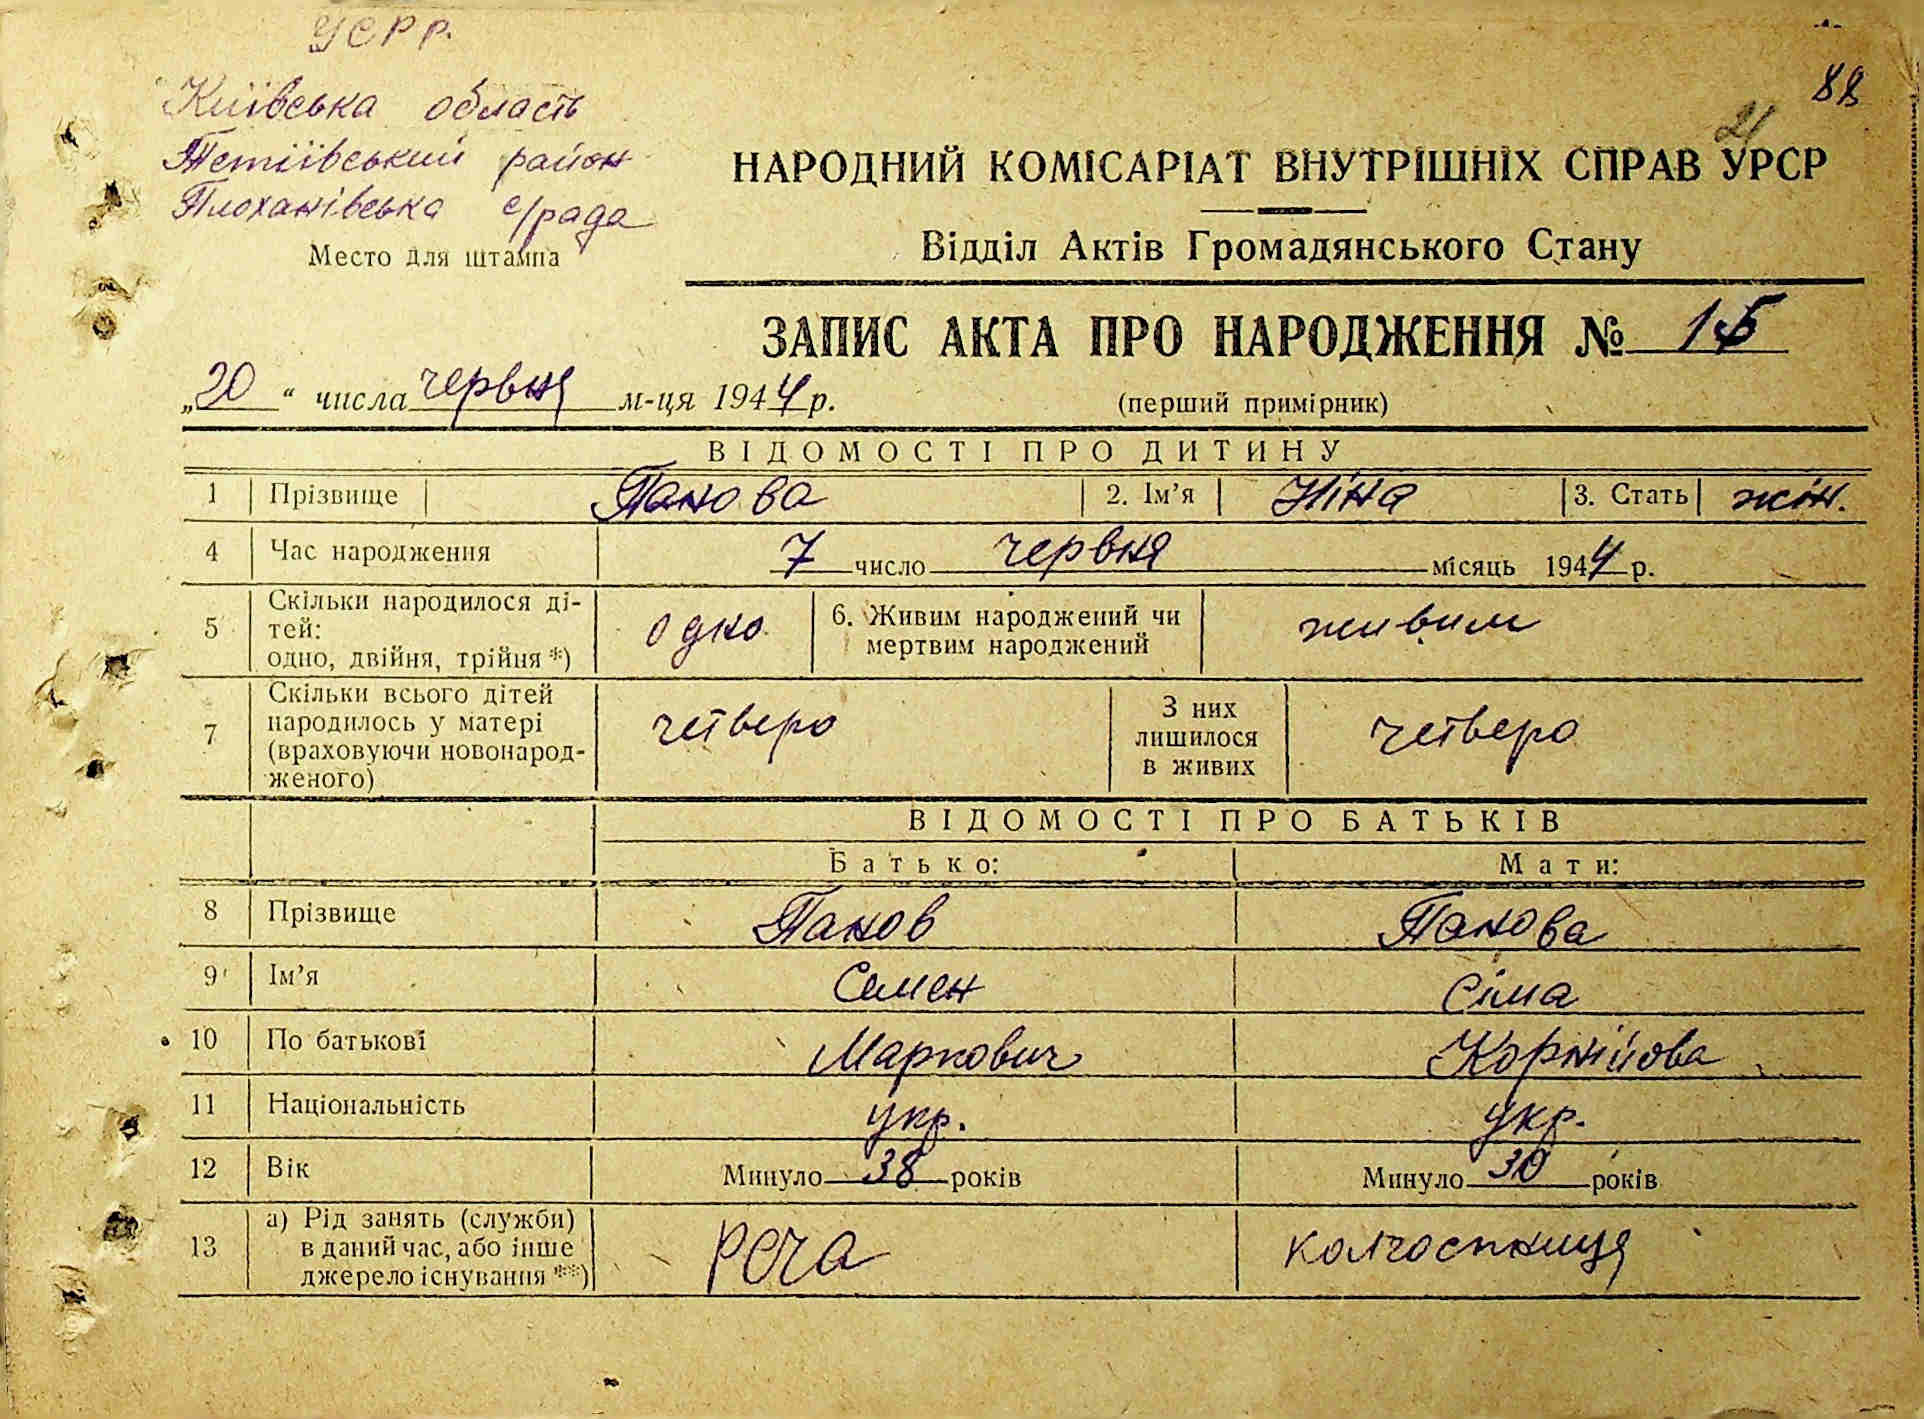 УСРР.
88
Київська область
Тетіївський район
21
Плоханівська с/рада
Место для штампа
НАРОДНИЙ КОМІСАРІАТ ВНУТРІШНІХ СПРАВ УРСР
Відділ Актів Громадянського Стану
ЗАПИС АКТА ПРО НАРОДЖЕННЯ № 15
„20“ числа червня м-ця 1944 р.
(перший примірник)
ВІДОМОСТІ ПРО ДИТИНУ
1 Прізвище Панова 2. Ім’я Ніна 3. Стать жін.
4 Час народження 7 число червня місяць 1944 р.
5 Скільки народилося ді-
тей:
одно, двійня, трійня *) одно 6. Живим народжений чи
мертвим народжений живим
7 Скільки всього дітей
народилось у матері
(враховуючи новонарод-
женого) четверо З них
лишилося
в живих четверо
ВІДОМОСТІ ПРО БАТЬКІВ
Батько: Мати:
8 Прізвище Панов Панова
9 Ім’я Семен Сіма
10 По батькові Маркович Корніїова
11 Національність укр. укр.
12 Вік Минуло 38 років Минуло 30 років
13 а) Рід занять (служби)
в даний час, або інше
джерело існування **) РСЧА колгоспниця